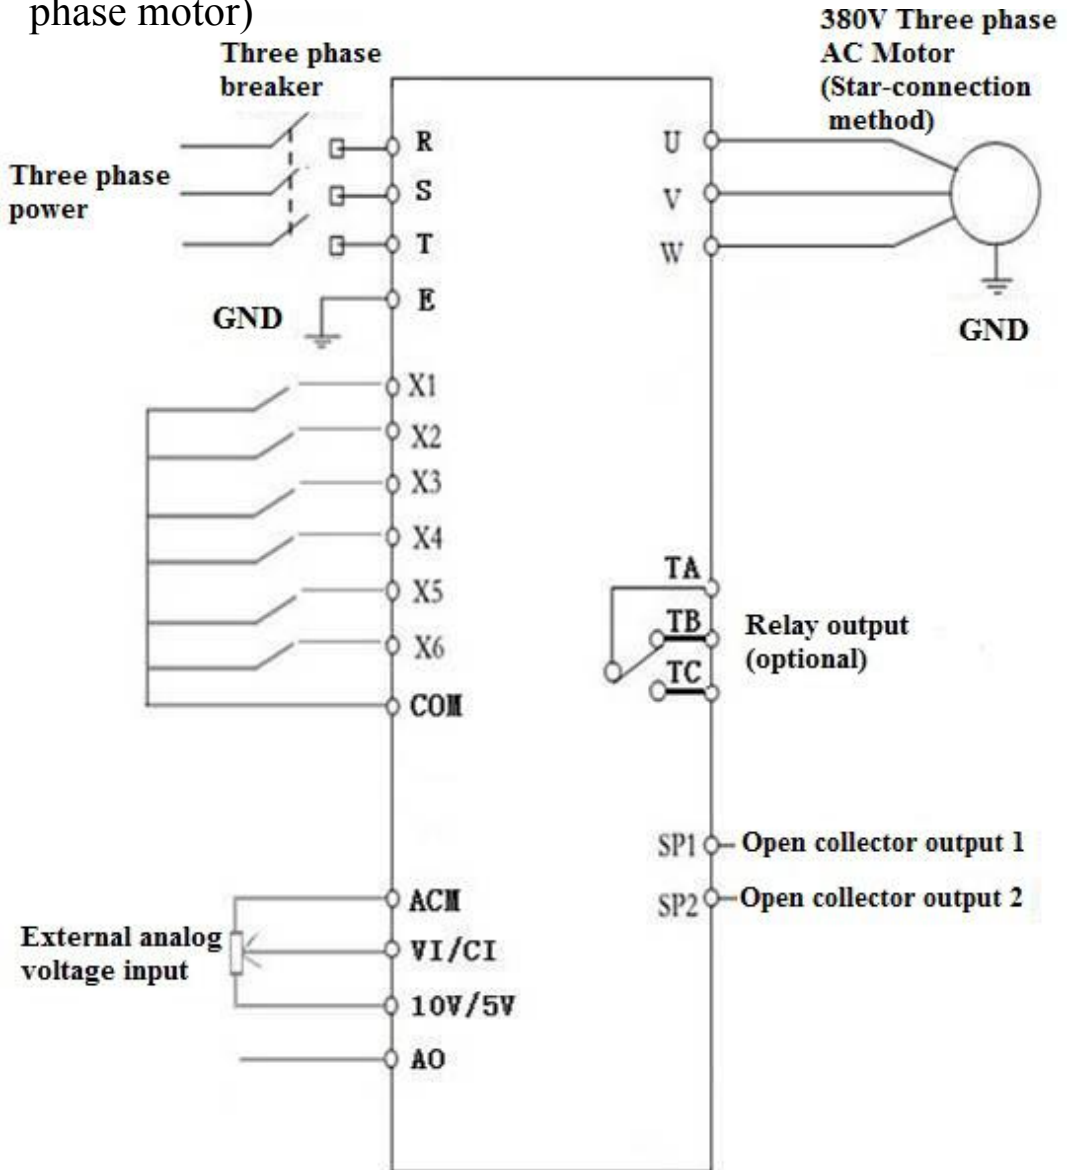 phase motor)
380V Three phase
AC Motor
(Star-connection
method)
Three phase
breaker
R
U
Three phase
power
S
V
T
W
E
GND
GND
X1
X2
X3
X4
TA
X5
TB
Relay output
(optional)
X6
TC
COM
SP1
Open collector output 1
ACM
SP2
Open collector output 2
External analog
voltage input
VI/CI
10V/5V
AO